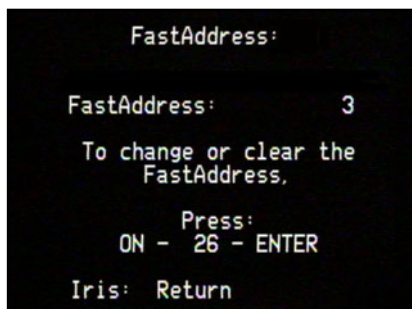 FastAddress:
FastAddress: 3
To change or clear the
FastAddress,
Press:
ON - 26 - ENTER
Iris: Return